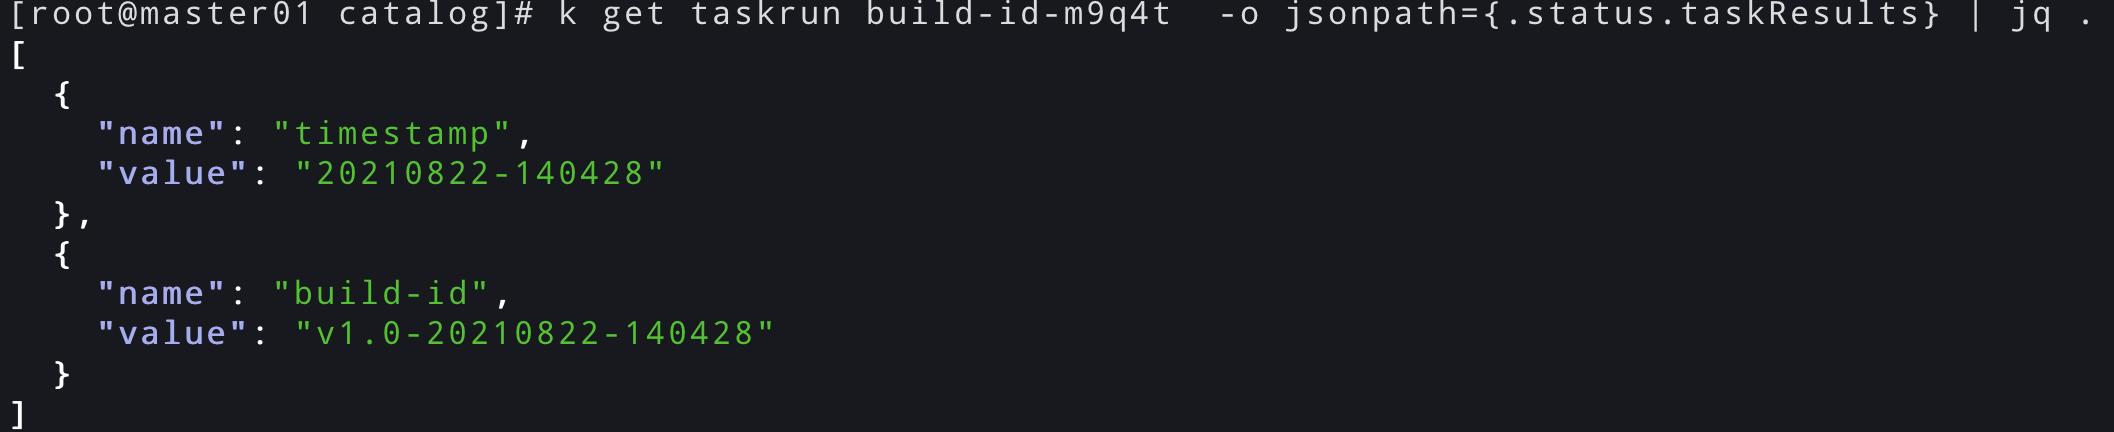 [root@master01 catalog]# k get taskrun build-id-m9q4t  -o jsonpath={.status.taskResults} | jq .
[
  {
    "name": "timestamp",
    "value": "20210822-140428"
  },
  {
    "name": "build-id",
    "value": "v1.0-20210822-140428"
  }
]